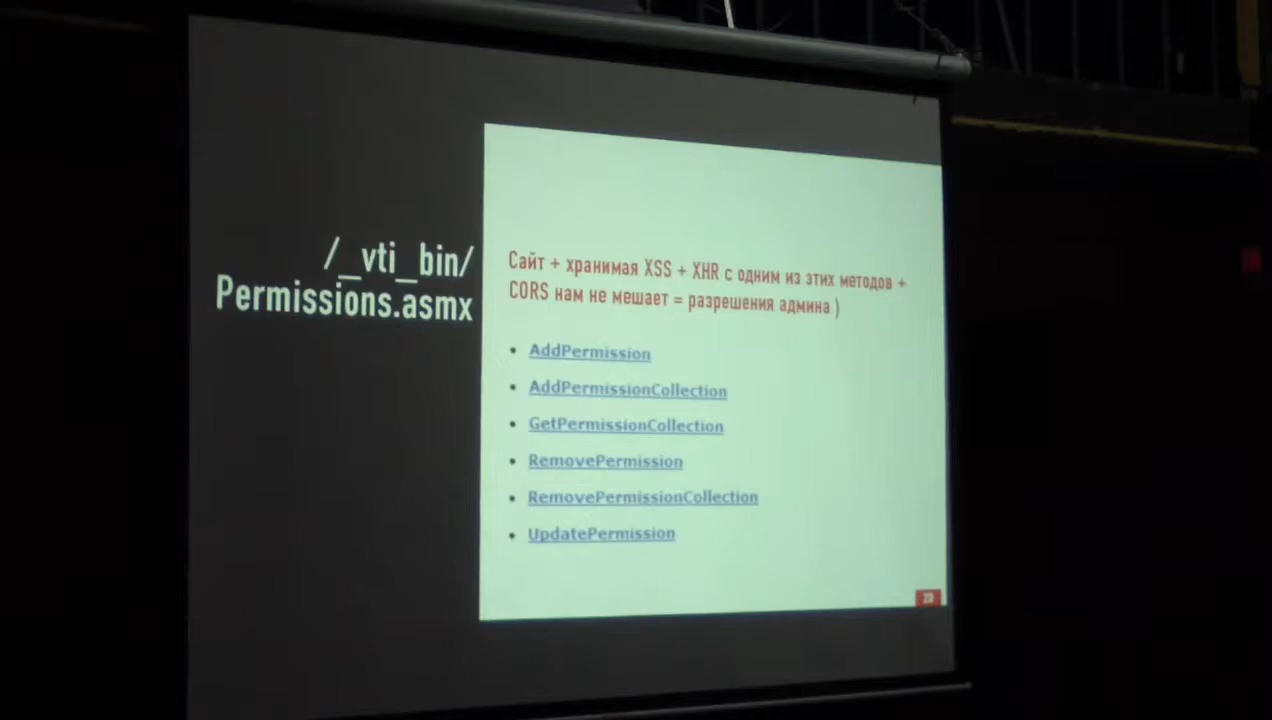 /_vti_bin/
Permissions.asmx
Сайт + хранимая XSS + XHR с одним из этих методов +
CORS нам не мешает = разрешения админа )
• AddPermission
• AddPermissionCollection
• GetPermissionCollection
• RemovePermission
• RemovePermissionCollection
• UpdatePermission